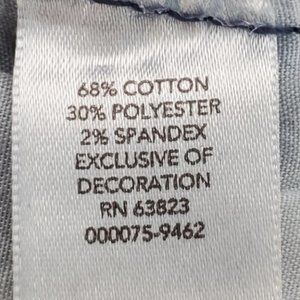 68% COTTON
30% POLYESTER
2% SPANDEX
EXCLUSIVE OF
DECORATION
RN 63823
000075-9462